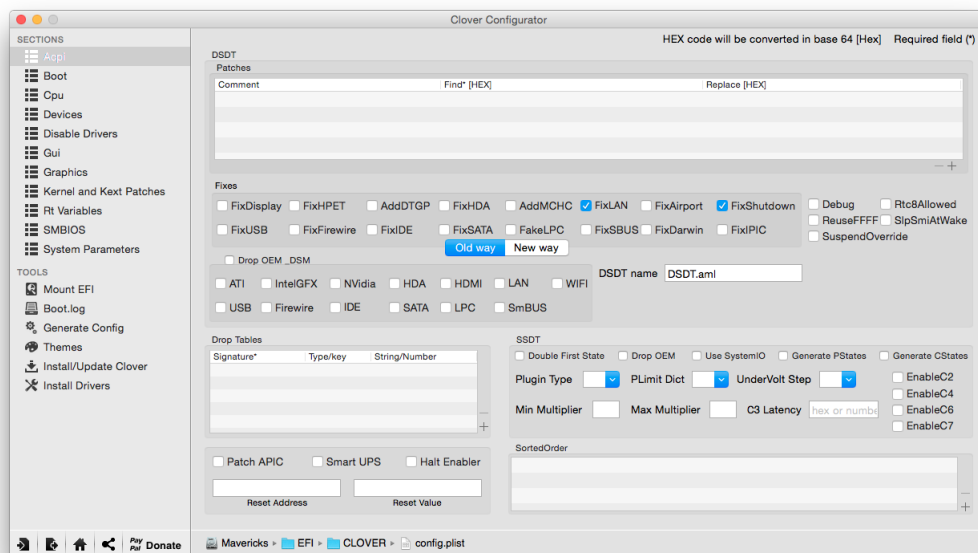 Clover Configurator
HEX code will be converted in base 64 [Hex] Required field (*)
SECTIONS
Acpi
Boot
Cpu
Devices
Disable Drivers
Gui
Graphics
Kernel and Kext Patches
Rt Variables
SMBIOS
System Parameters
TOOLS
Mount EFI
Boot.log
Generate Config
Themes
Install/Update Clover
Install Drivers
DSDT
Patches
Comment Find* [HEX] Replace [HEX]
Fixes
FixDisplay FixHPET AddDTGP FixHDA AddMCHC FixLAN FixAirport FixShutdown
FixUSB FixFirewire FixIDE FixSATA FakeLPC FixSBUS FixDarwin FixIPIC
Debug Rtc8Allowed
ReuseFFFF SlpSmiAtWake
SuspendOverride
Old way New way
Drop OEM _DSM
ATI IntelGFX NVidia HDA HDMI LAN WIFI
USB Firewire IDE SATA LPC SmBUS
DSDT name DSDT.aml
Drop Tables
Signature* Type/key String/Number
SSDT
Double First State Drop OEM Use SystemIO Generate PStates Generate CStates
Plugin Type PLimit Dict UnderVolt Step
EnableC2
EnableC4
EnableC6
EnableC7
Min Multiplier Max Multiplier C3 Latency hex or numbe
Patch APIC Smart UPS Halt Enabler
Reset Address Reset Value
SortedOrder
Pay
Pal Donate
Mavericks EFI CLOVER config.plist